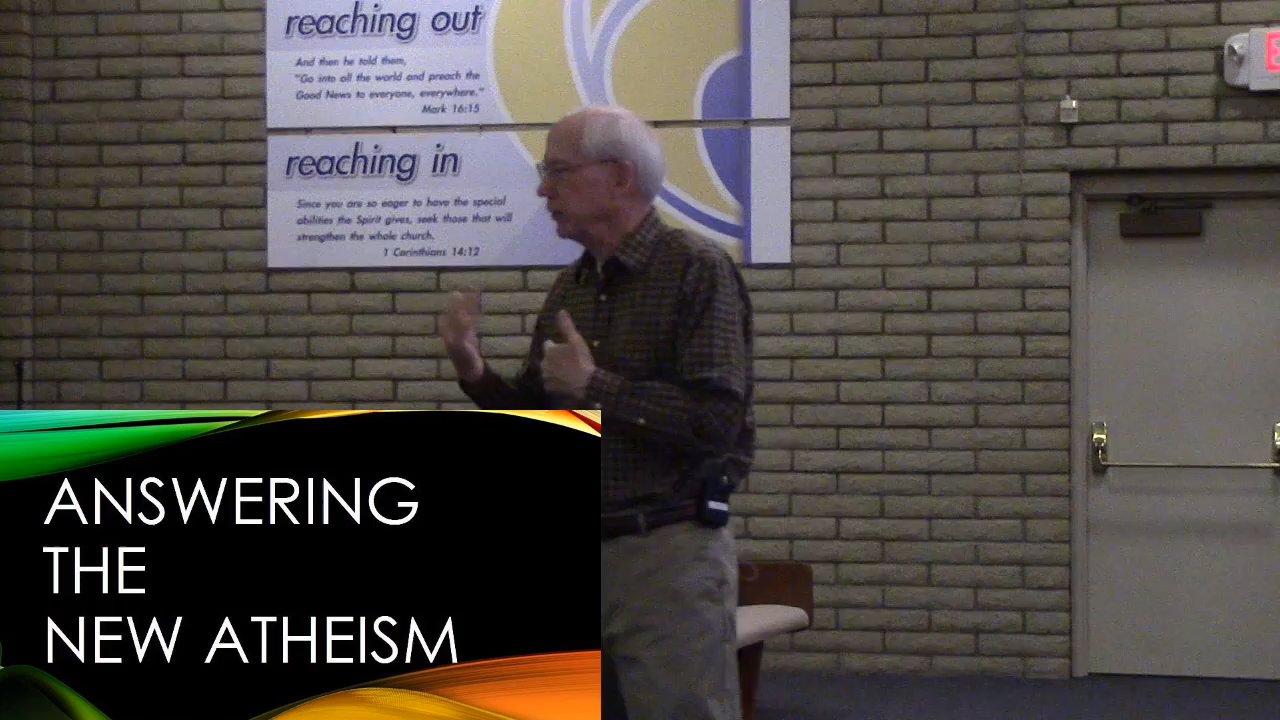 reaching out
And then he told them,
"Go into all the world and preach the
Good News to everyone, everywhere."
Mark 16:15
reaching in
Since you are so eager to have the special
abilities the Spirit gives, seek those that will
strengthen the whole church.
1 Corinthians 14:12
ANSWERING
THE
NEW ATHEISM